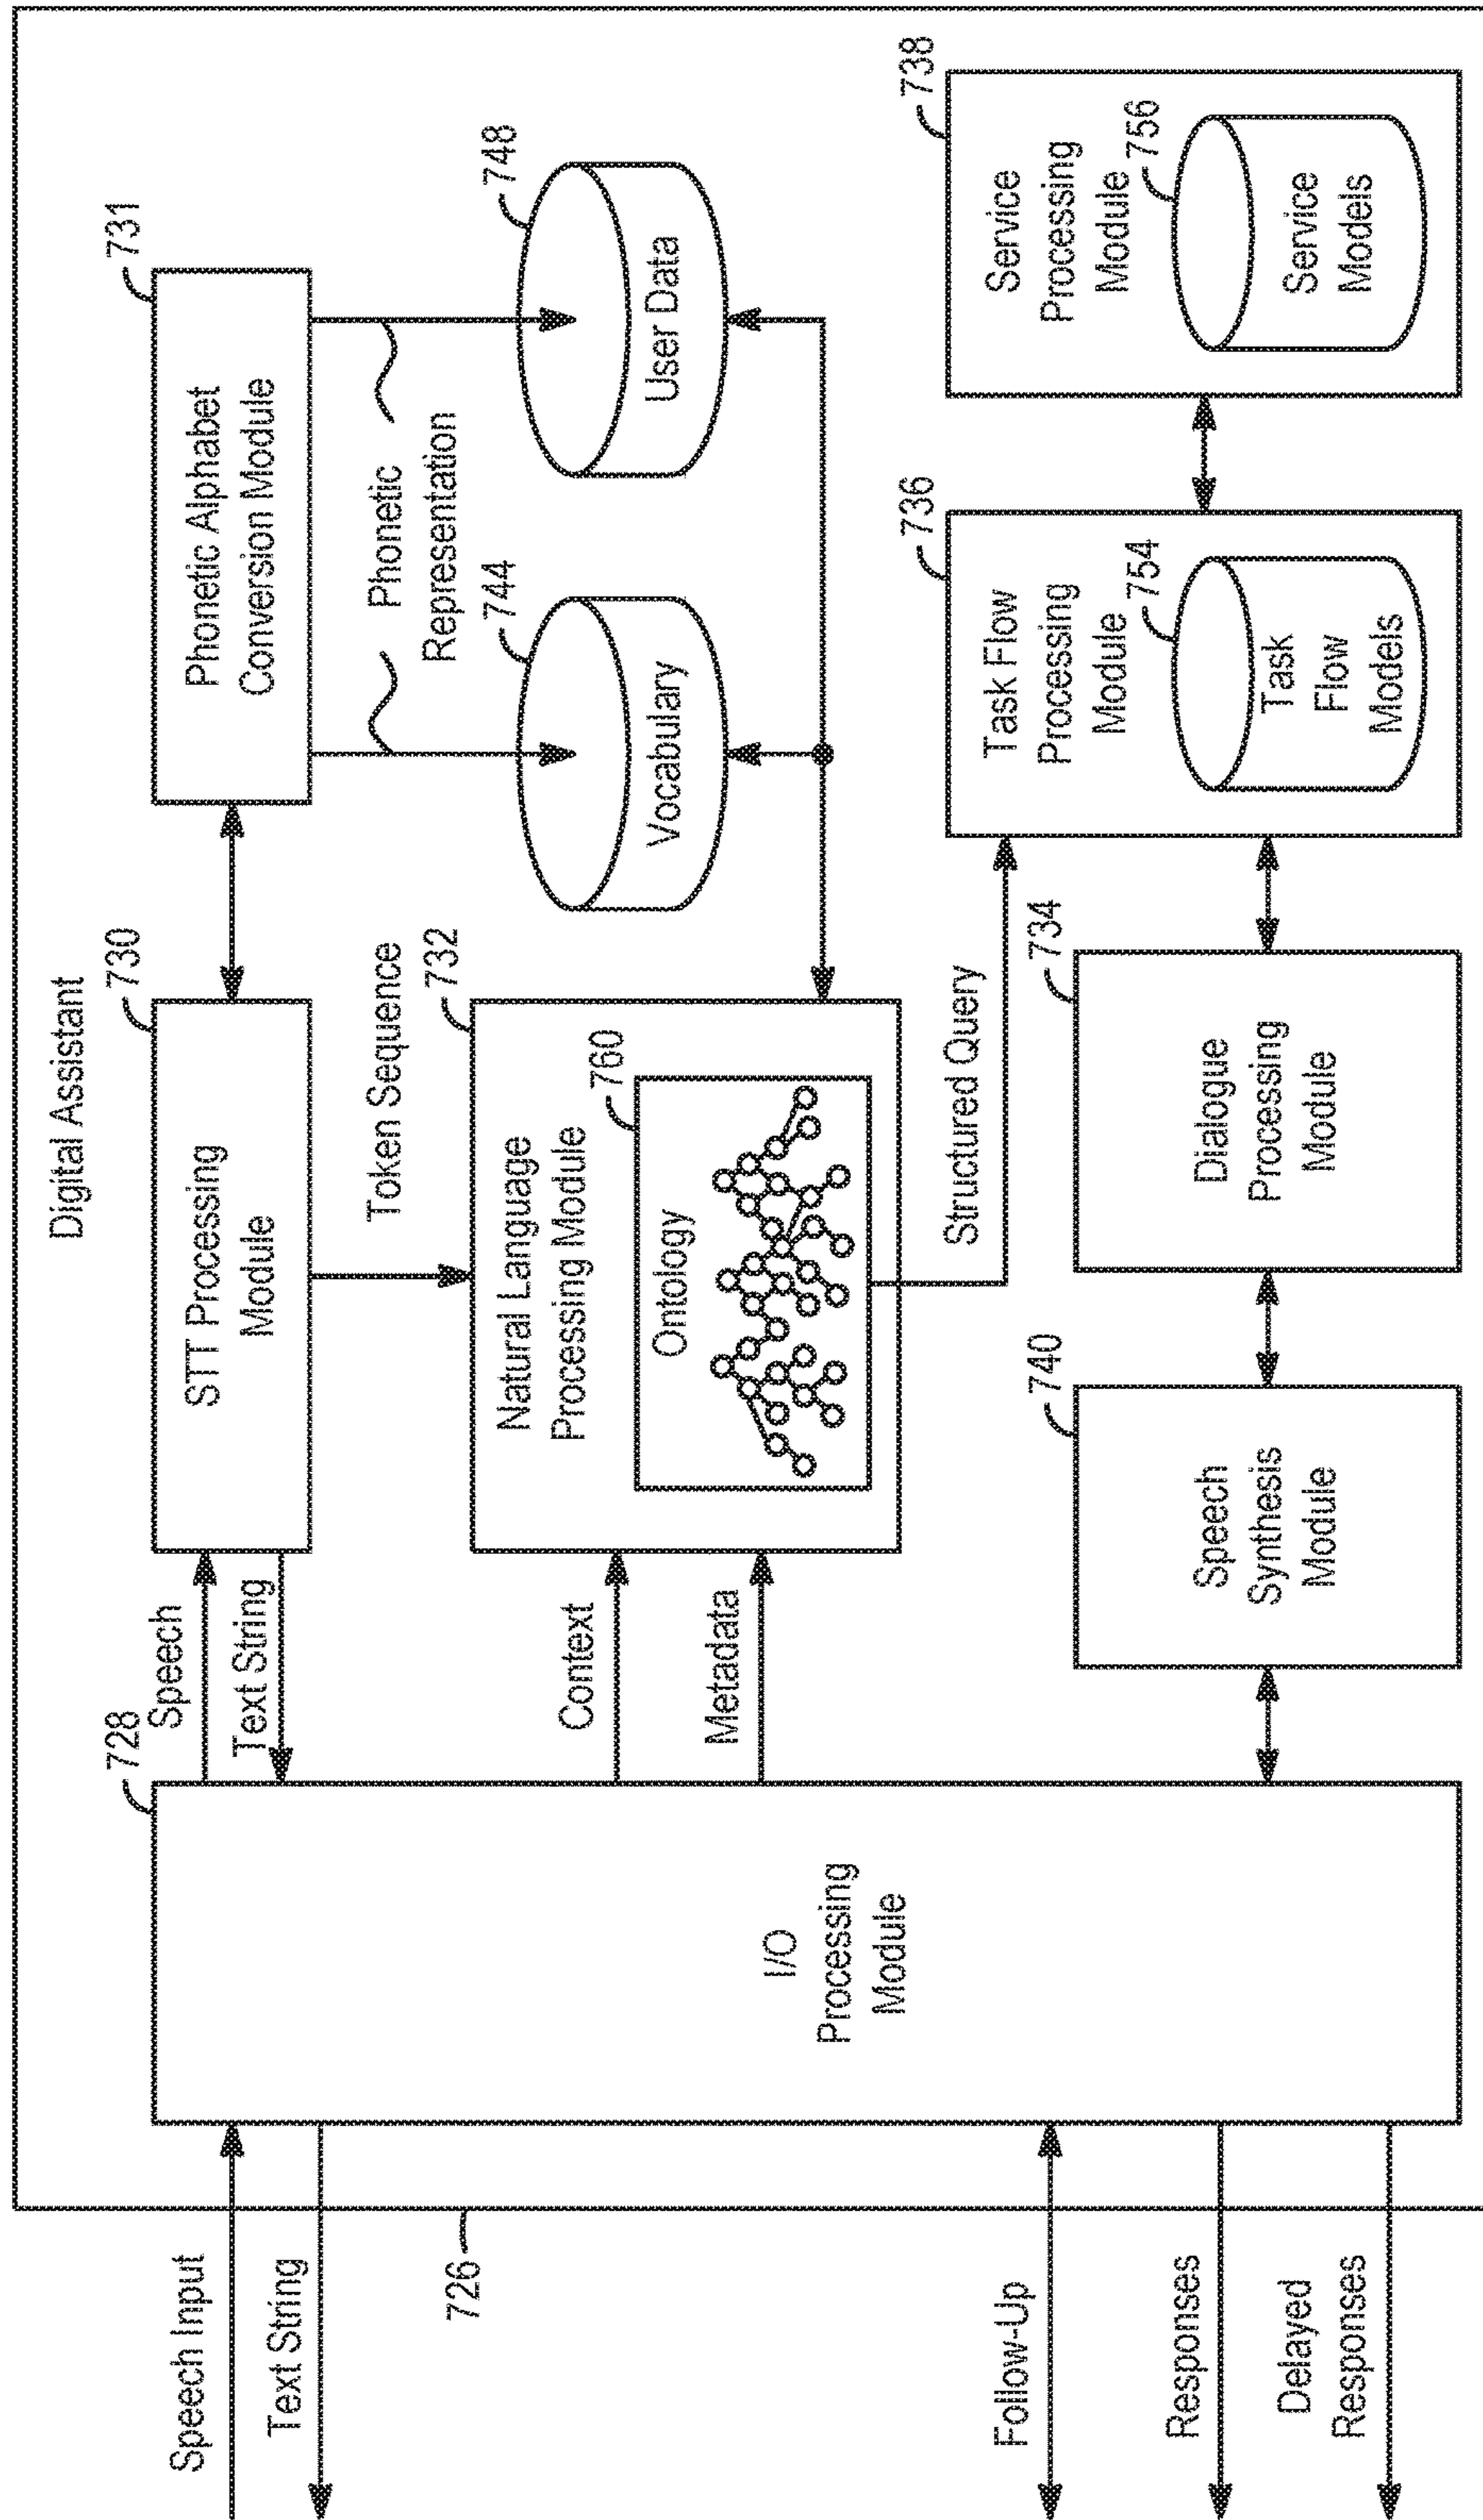 Digital Assistant
Speech Input
Text String
726
728
I/O
Processing
Module
Speech
Text String
730
STT Processing
Module
731
Phonetic Alphabet
Conversion Module
Token Sequence
Phonetic
Representation
Context
Metadata
732
Natural Language
Processing Module
760
Ontology
744
Vocabulary
748
User Data
Structured Query
Follow-Up
Responses
Delayed
Responses
740
Speech
Synthesis
Module
734
Dialogue
Processing
Module
736
Task Flow
Processing
Module
754
Task
Flow
Models
738
Service
Processing
Module
756
Service
Models